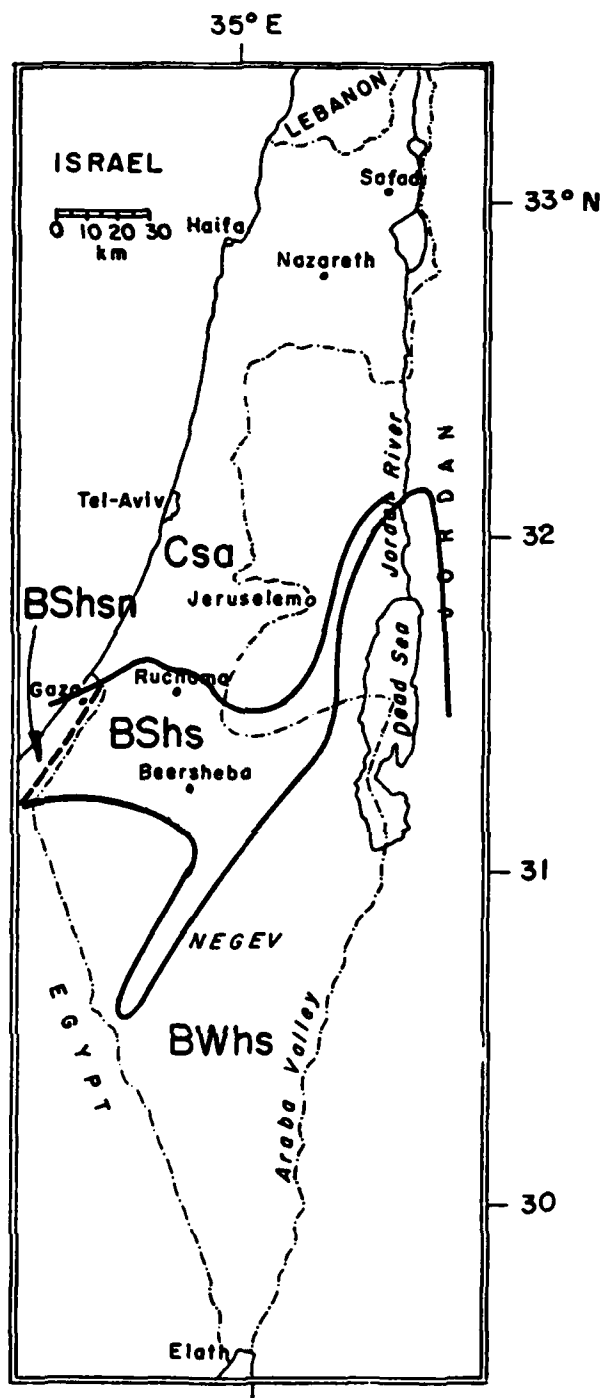 35° E
LEBANON
ISRAEL
Safad
33° N
0 10 20 30
km
Haifa
Nazareth
Jordan River
JORDAN
Tel-Aviv
32
Csa
Jeruselem
BShsn
Gaza
Ruchama
Dead Sea
BShs
Beersheba
31
NEGEV
EGYPT
BWhs
Araba Valley
30
Elath